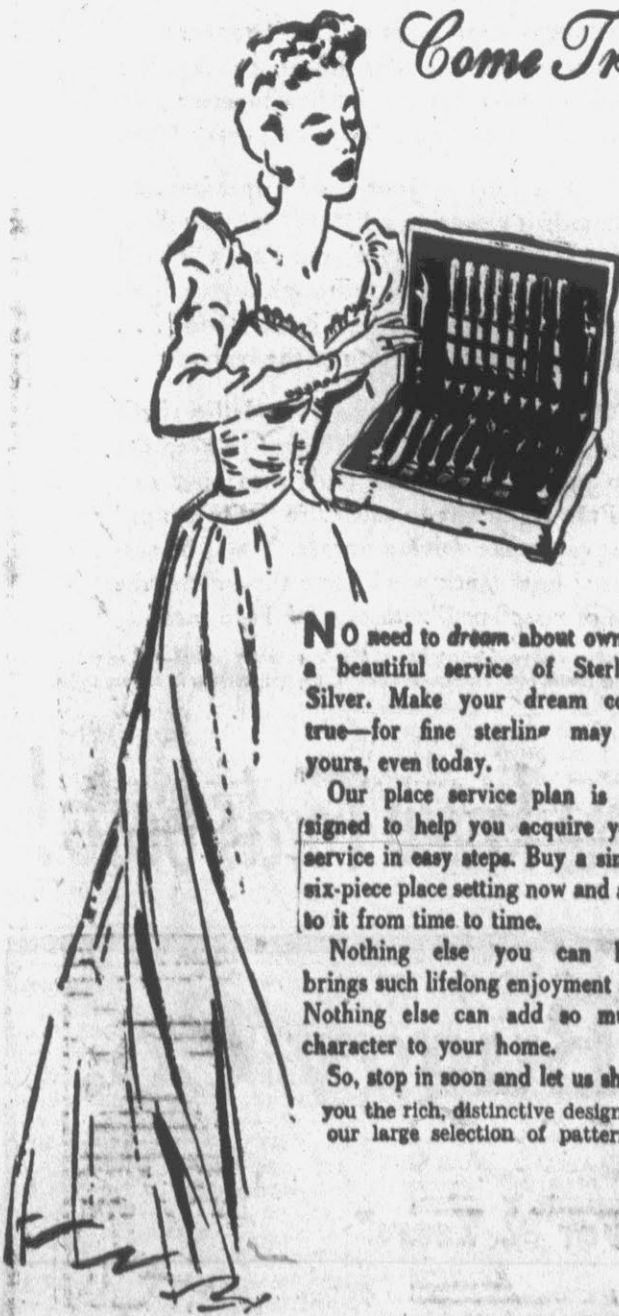 Come Tr
NO need to dream about own
a beautiful service of Sterl
Silver. Make your dream co
true—for fine sterling may
yours, even today.
Our place service plan is
signed to help you acquire y
service in easy steps. Buy a sin
six-piece place setting now and a
to it from time to time.
Nothing else you can
brings such lifelong enjoyment
Nothing else can add so mu
character to your home.
So, stop in soon and let us sh
you the rich, distinctive design
our large selection of patter